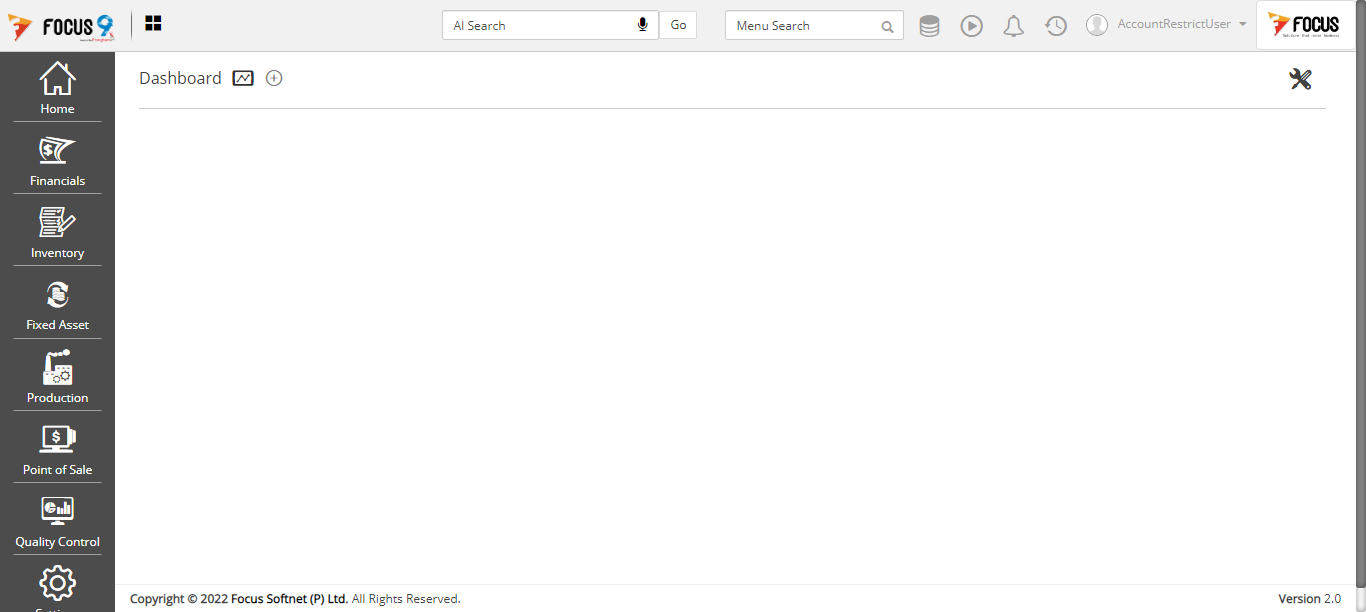 FOCUS 9
AI Search
Go
Menu Search
AccountRestrictUser
FOCUS
Dashboard
Home
Financials
Inventory
Fixed Asset
Production
Point of Sale
Quality Control
Copyright © 2022 Focus Softnet (P) Ltd. All Rights Reserved.
Version 2.0